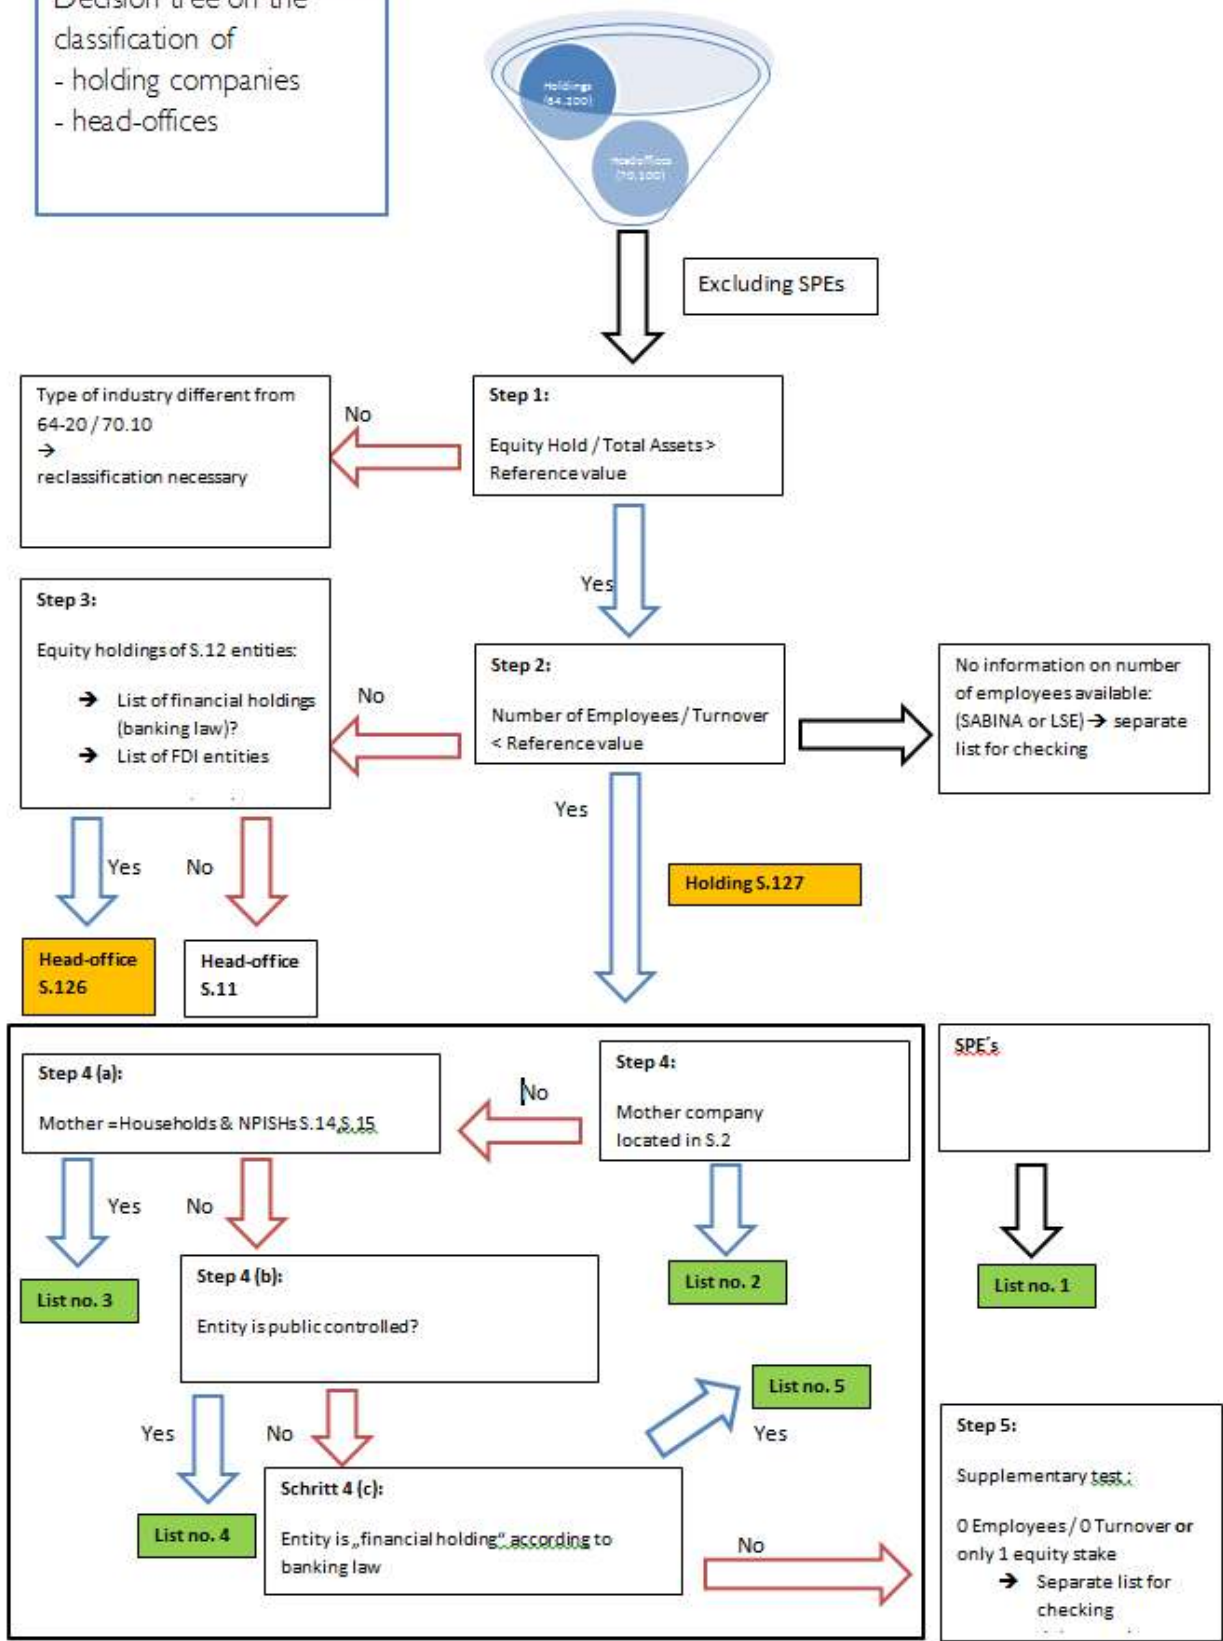 Decision tree on the
classification of
- holding companies
- head-offices
Holdings
(64,200)
Headoffices
(70,100)
Excluding SPEs
Type of industry different from
64-20 / 70.10
→
reclassification necessary
No
Step 1:
Equity Hold / Total Assets >
Reference value
Yes
Step 3:
Equity holdings of S.12 entities:
→ List of financial holdings
(banking law)?
→ List of FDI entities
No
Step 2:
Number of Employees / Turnover
< Reference value
No information on number
of employees available:
(SABINA or LSE) → separate
list for checking
Yes
Yes
No
Holding S.127
Head-office
S.126
Head-office
S.11
Step 4 (a):
Mother =Households & NPISHs S.14,S.15
No
Step 4:
Mother company
located in S.2
SPE´s
Yes
No
List no. 3
Step 4 (b):
Entity is public controlled?
List no. 2
List no. 1
List no. 5
Yes
Yes
No
List no. 4
Schritt 4 (c):
Entity is „financial holding“ according to
banking law
No
Step 5:
Supplementary test :
0 Employees / 0 Turnover or
only 1 equity stake
→ Separate list for
checking